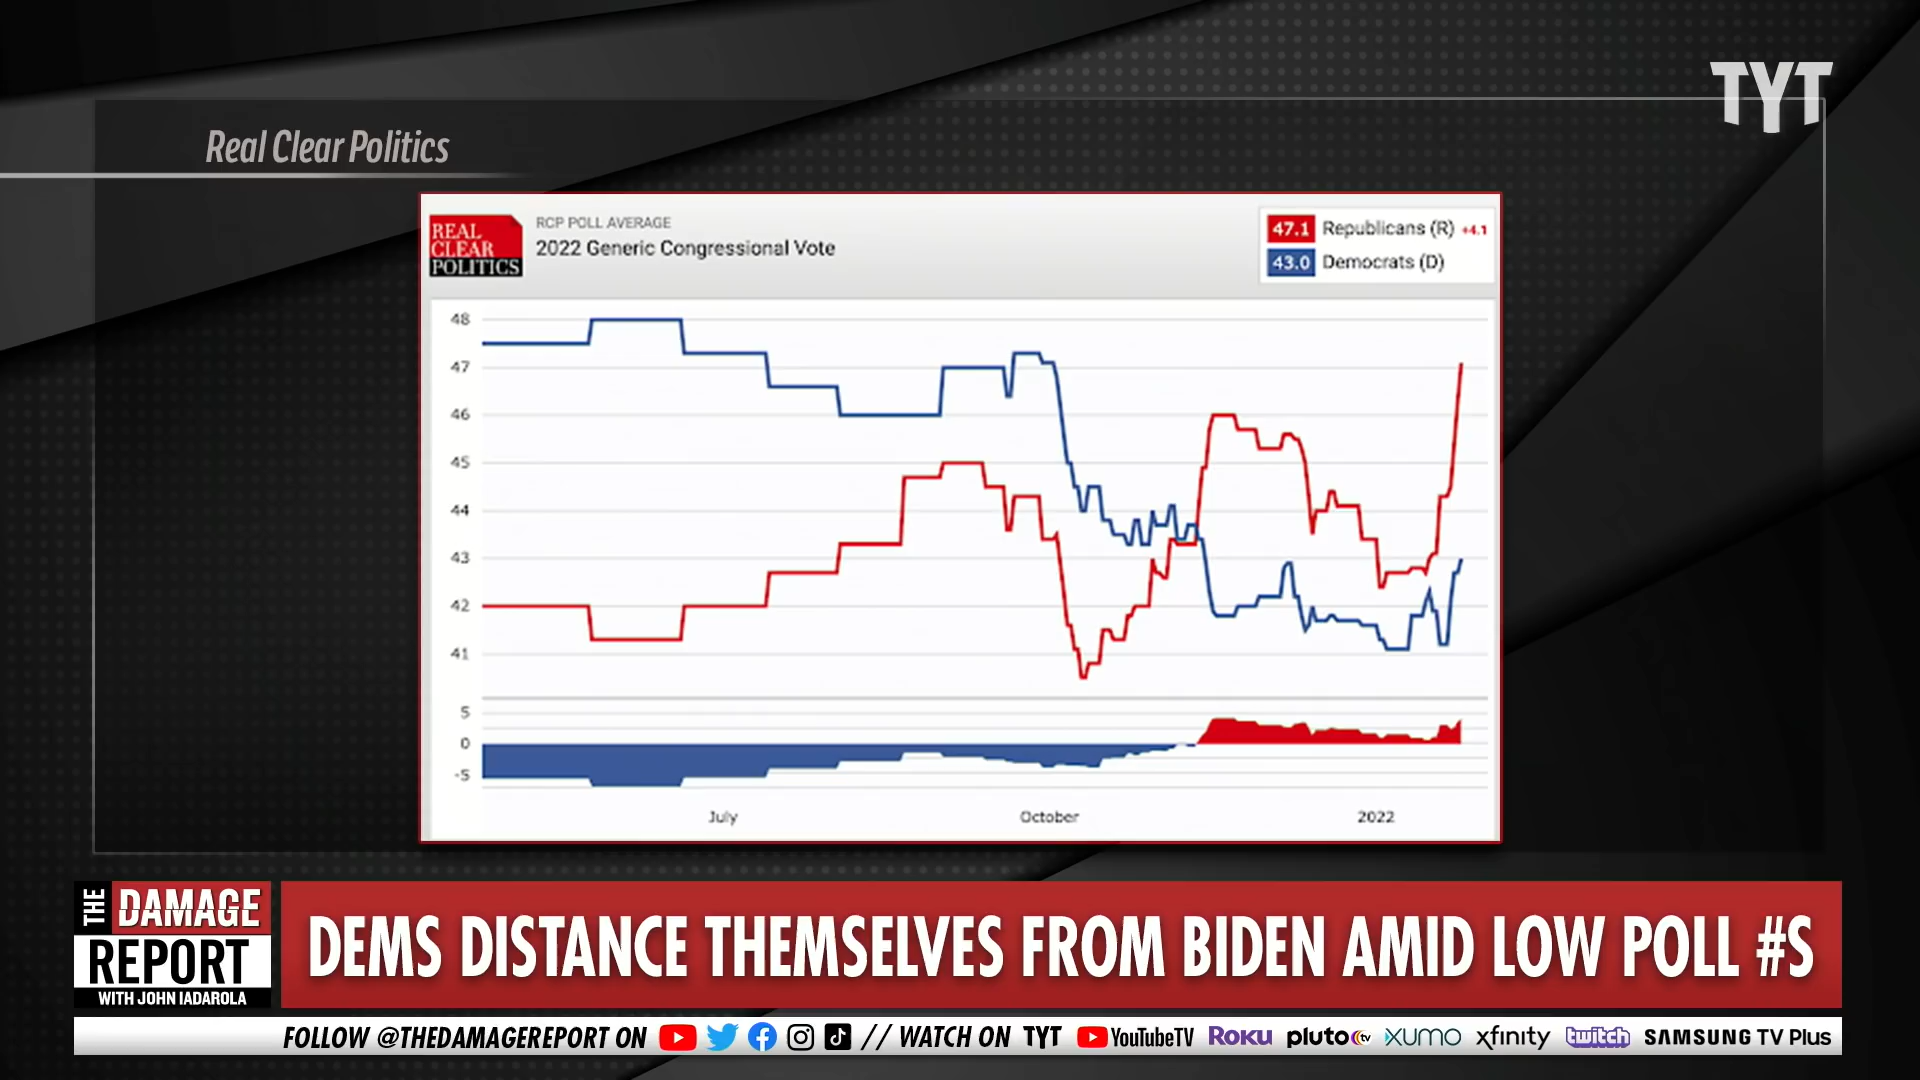 TYT
Real Clear Politics
REAL
CLEAR
POLITICS
RCP POLL AVERAGE
2022 Generic Congressional Vote
47.1 Republicans (R) +4.1
43.0 Democrats (D)
48
47
46
45
44
43
42
41
5
0
-5
July October 2022
THE DAMAGE
REPORT
WITH JOHN IADAROLA
DEMS DISTANCE THEMSELVES FROM BIDEN AMID LOW POLL #S
FOLLOW @THEDAMAGEREPORT ON // WATCH ON TYT YouTubeTV Roku pluto tv XUMO xfinity twitch SAMSUNG TV Plus